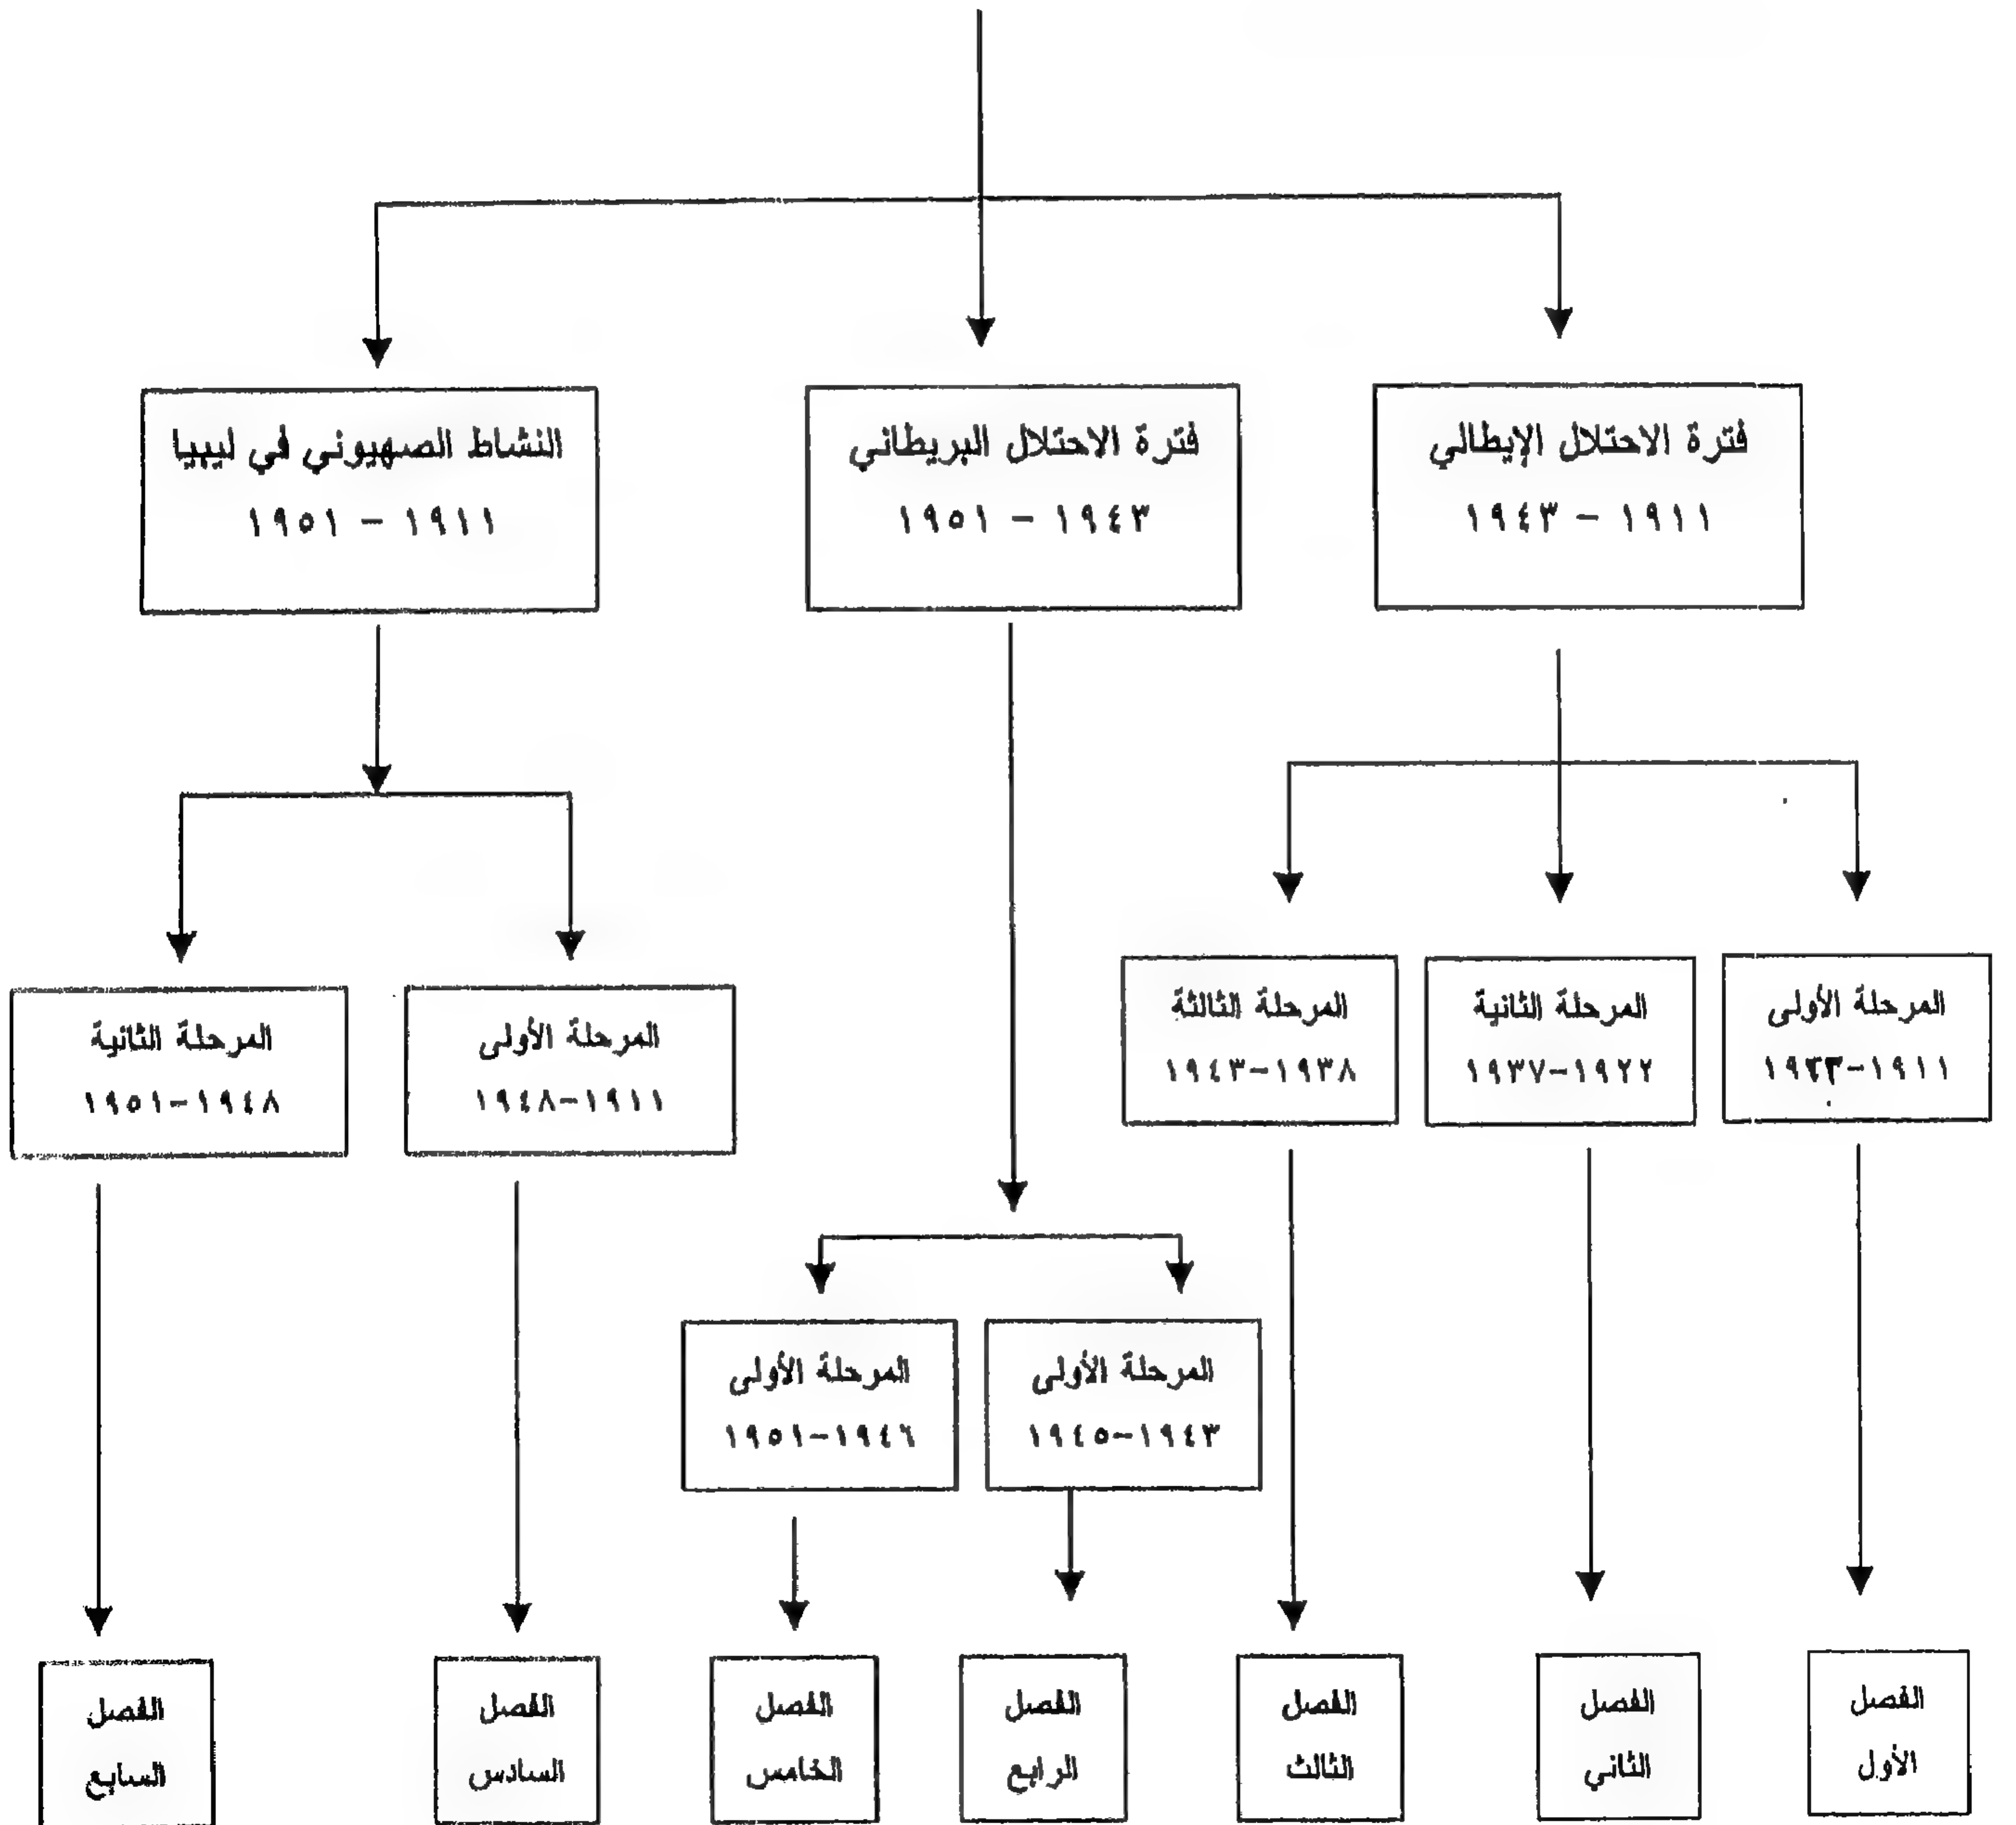 فترة الاحتلال الإيطالي
١٩١١ – ١٩٤٣
فترة الاحتلال البريطاني
١٩٤٣ – ١٩٥١
النشاط الصهيوني في ليبيا
١٩١١ – ١٩٥١
المرحلة الأولى
١٩١١-
المرحلة الثانية
١٩٢٢-١٩٣٧
المرحلة الثالثة
١٩٣٨-١٩٤٣
المرحلة الأولى
١٩١١-١٩٤٨
المرحلة الثانية
١٩٤٨-١٩٥١
المرحلة الأولى
١٩٤٣-١٩٤٥
المرحلة الأولى
١٩٤٦-١٩٥١
الفصل
الأول
الفصل
الثاني
الفصل
الثالث
الفصل
الرابع
الفصل
الخامس
الفصل
السادس
الفصل
السابع